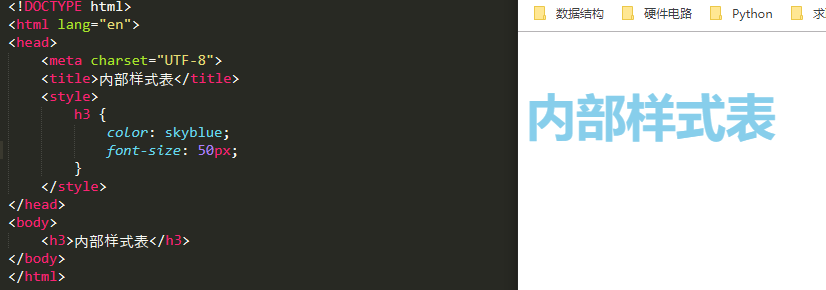 <!DOCTYPE html>
<html lang="en">
<head>
    <meta charset="UTF-8">
    <title>内部样式表</title>
    <style>
        h3 {
            color: skyblue;
            font-size: 50px;
        }
    </style>
</head>
<body>
    <h3>内部样式表</h3>
</body>
</html>
数据结构 硬件电路 Python 求
内部样式表